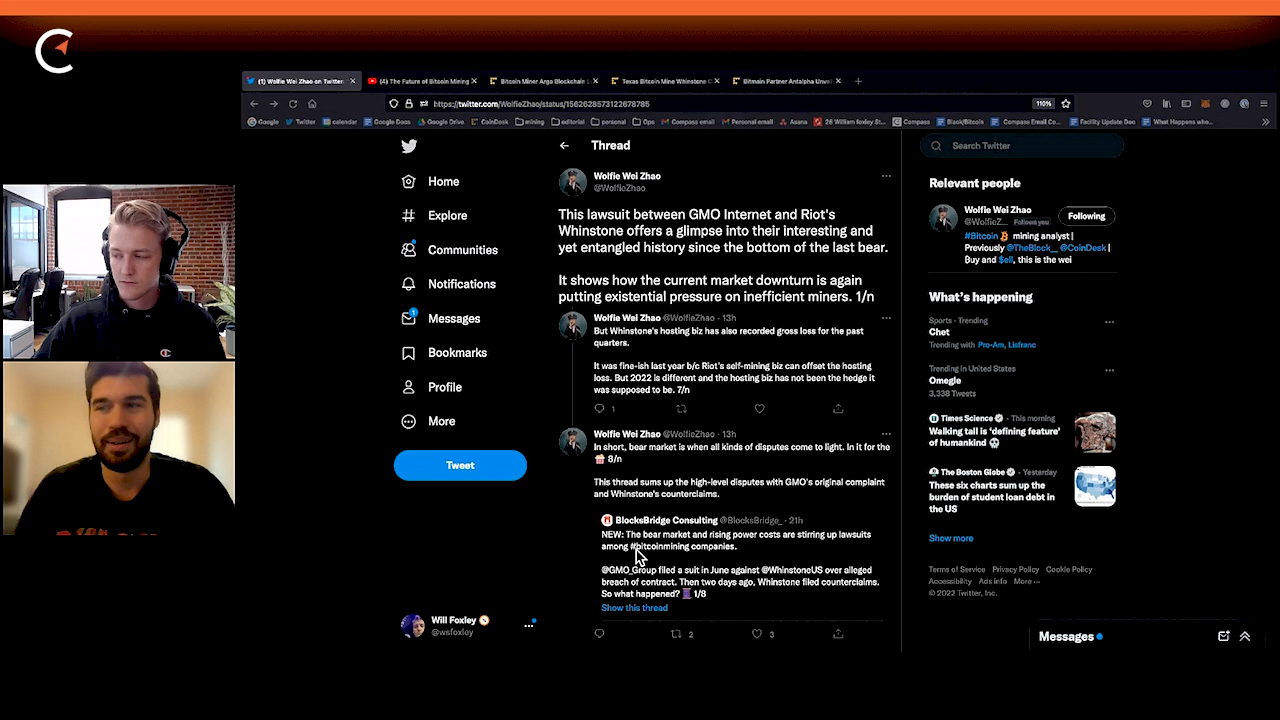 (1) Wolfie Wei Zhao on Twitter:
(4) The Future of Bitcoin Mining
Bitcoin Miner Argo Blockchain
Texas Bitcoin Mine Whinstone
Bitmain Partner Antalpha
https://twitter.com/WolfieZhao/status/1562628573122678785
110%
Google
Twitter
calendar
Google Docs
Google Drive
CoinDesk
mining
editorial
personal
Ops
Compass email
Personal email
Asana
26 William foxley St...
Compass
Block/Bitcoin
Compass Email Co...
Facility Update Doc
What Happens whe...
Home
Explore
Communities
Notifications
1
Messages
Bookmarks
Profile
More
Tweet
Will Foxley
@wsfoxley
Thread
Wolfie Wei Zhao
@WolfieZhao
This lawsuit between GMO Internet and Riot's
Whinstone offers a glimpse into their interesting and
yet entangled history since the bottom of the last bear.
It shows how the current market downturn is again
putting existential pressure on inefficient miners. 1/n
Wolfie Wei Zhao @WolfieZhao · 13h
But Whinstone's hosting biz has also recorded gross loss for the past
quarters.
It was fine-ish last year b/c Riot's self-mining biz can offset the hosting
loss. But 2022 is different and the hosting biz has not been the hedge it
was supposed to be. 7/n
1
Wolfie Wei Zhao @WolfieZhao · 13h
In short, bear market is when all kinds of disputes come to light. In it for the
🍿 8/n
This thread sums up the high-level disputes with GMO's original complaint
and Whinstone's counterclaims.
BlocksBridge Consulting @BlocksBridge_ · 21h
NEW: The bear market and rising power costs are stirring up lawsuits
among #bitcoinmining companies.
@GMO_Group filed a suit in June against @WhinstoneUS over alleged
breach of contract. Then two days ago, Whinstone filed counterclaims.
So what happened? 🧵 1/8
Show this thread
2
3
Search Twitter
Relevant people
Wolfie Wei Zhao
@WolfieZ... Follows you
Following
#Bitcoin mining analyst |
Previously @TheBlock__ @CoinDesk |
Buy and $ell, this is the wei
What's happening
Sports · Trending
Chet
Trending with Pro-Am, Lisfranc
Trending in United States
Omegle
3,338 Tweets
Times Science · This morning
Walking tall is 'defining feature'
of humankind 💀
The Boston Globe · Yesterday
These six charts sum up the
burden of student loan debt in
the US
Show more
Terms of Service Privacy Policy Cookie Policy
Accessibility Ads info More ···
© 2022 Twitter, Inc.
Messages